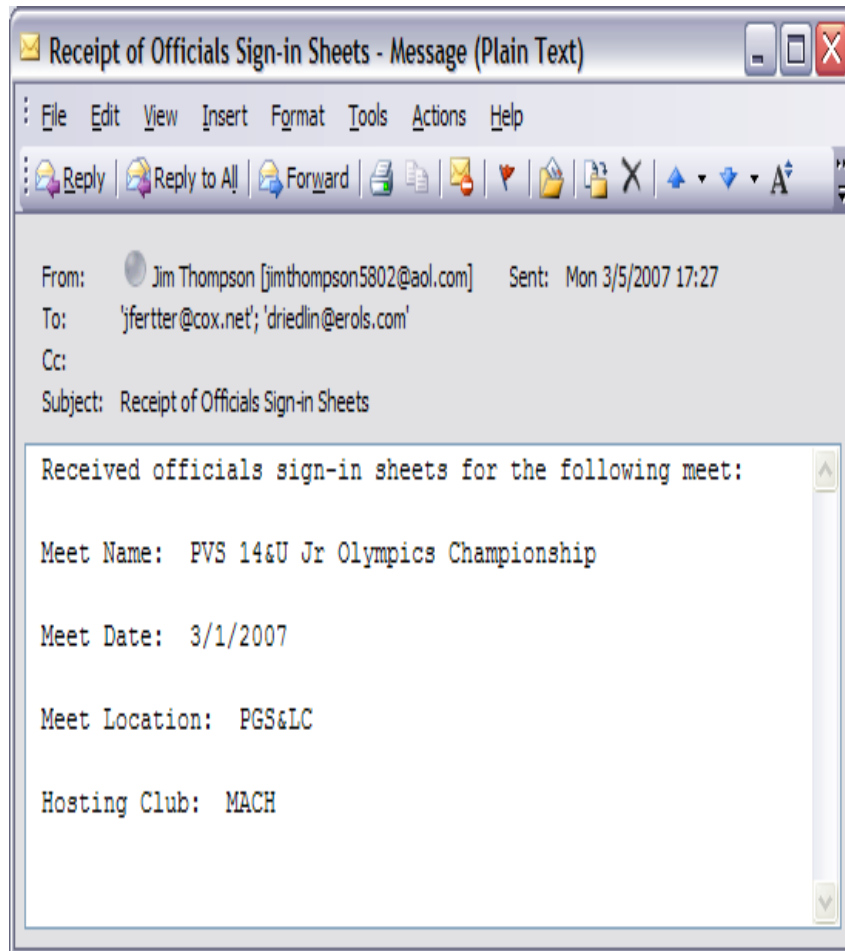 Receipt of Officials Sign-in Sheets - Message (Plain Text)
File Edit View Insert Format Tools Actions Help
Reply Reply to All Forward A
From: Jim Thompson [jimthompson5802@aol.com] Sent: Mon 3/5/2007 17:27
To: 'jfertter@cox.net'; 'driedlin@erols.com'
Cc:
Subject: Receipt of Officials Sign-in Sheets
Received officials sign-in sheets for the following meet:
Meet Name: PVS 14&U Jr Olympics Championship
Meet Date: 3/1/2007
Meet Location: PGS&LC
Hosting Club: MACH